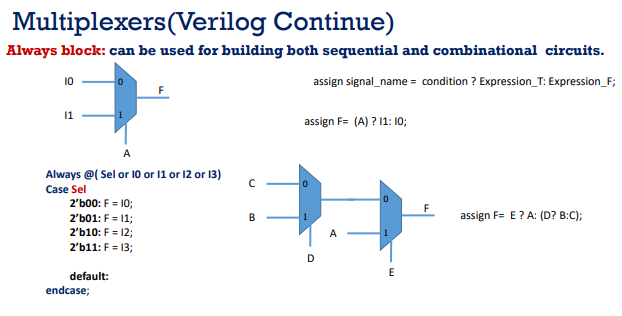 Multiplexers(Verilog Continue)
Always block: can be used for building both sequential and combinational circuits.
I0
0
F
I1
1
A
assign signal_name = condition ? Expression_T: Expression_F;
assign F= (A) ? I1: I0;
Always @( Sel or I0 or I1 or I2 or I3)
Case Sel
2'b00: F = I0;
2'b01: F = I1;
2'b10: F = I2;
2'b11: F = I3;
default:
endcase;
C
0
B
1
D
0
A
1
F
E
assign F= E ? A: (D? B:C);